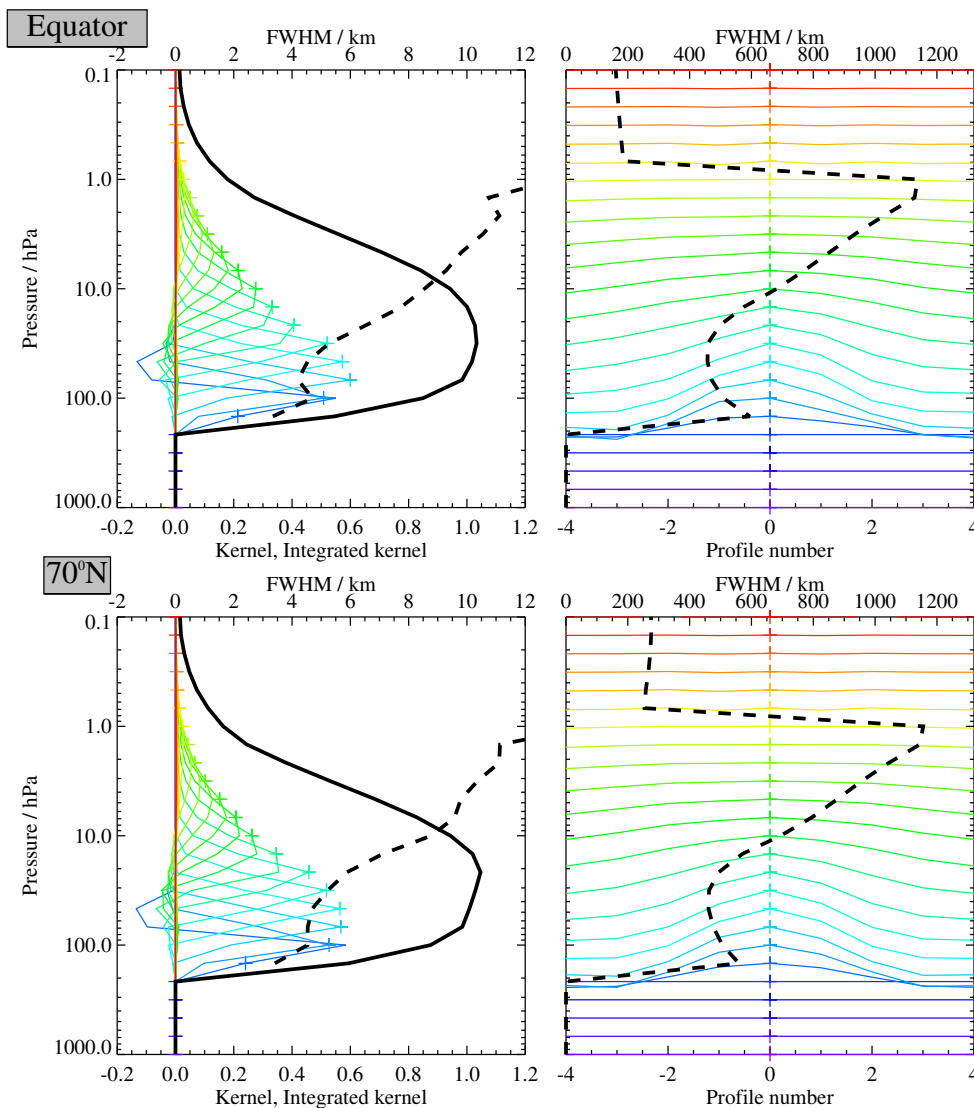 Equator
FWHM / km
FWHM / km
-2 0 2 4 6 8 10 12
0 200 400 600 800 1000 1200
0.1
1.0
10.0
100.0
1000.0
Pressure / hPa
-0.2 0.0 0.2 0.4 0.6 0.8 1.0 1.2
-4 -2 0 2 4
Kernel, Integrated kernel
Profile number
70⁰N
FWHM / km
FWHM / km
-2 0 2 4 6 8 10 12
0 200 400 600 800 1000 1200
0.1
1.0
10.0
100.0
1000.0
Pressure / hPa
-0.2 0.0 0.2 0.4 0.6 0.8 1.0 1.2
-4 -2 0 2 4
Kernel, Integrated kernel
Profile number